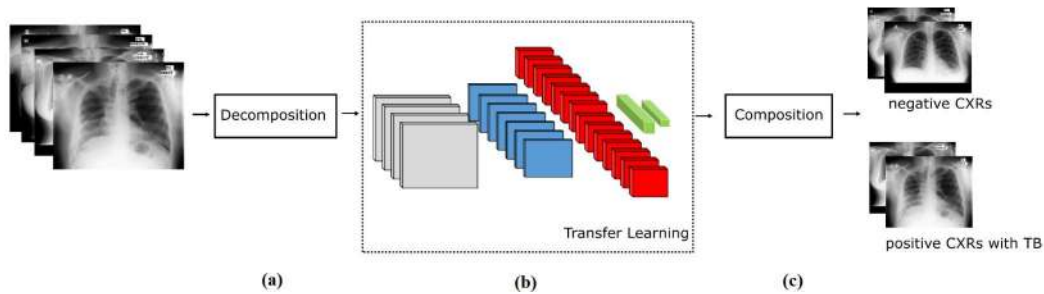 Decomposition
Transfer Learning
Composition
negative CXRs
positive CXRs with TB
(a)
(b)
(c)